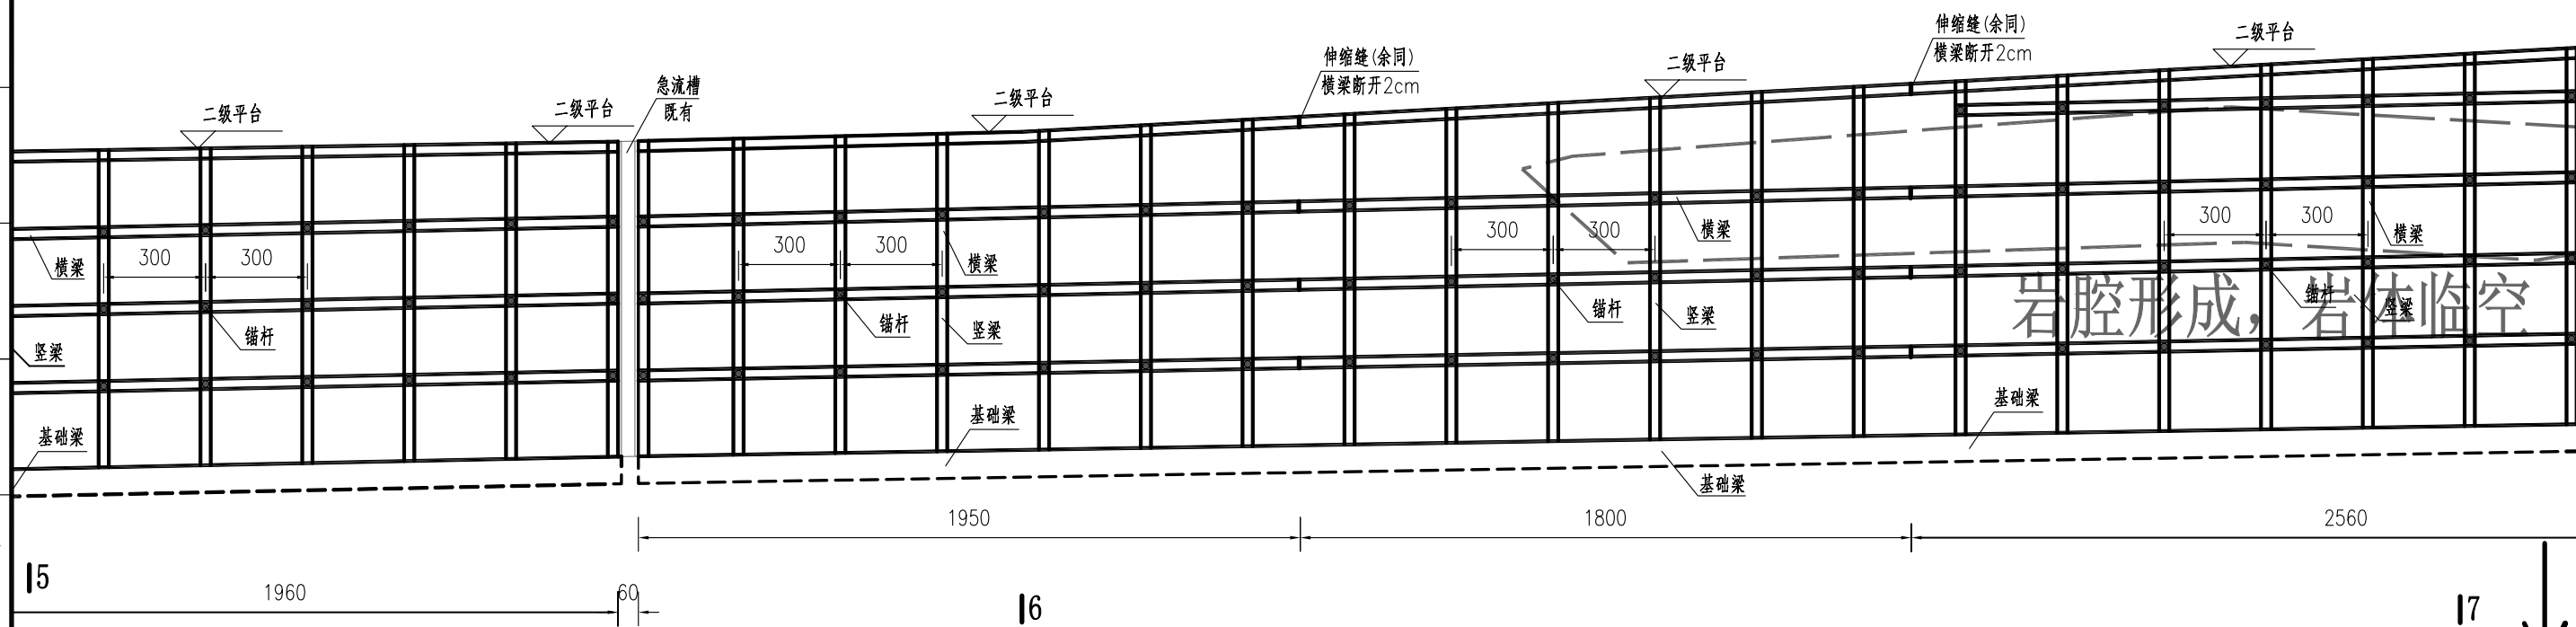 伸缩缝(余同)
横梁断开2cm
二级平台
伸缩缝(余同)
横梁断开2cm
二级平台
急流槽
既有
二级平台
二级平台
二级平台
横梁
300
300
横梁
300
300
横梁
300
300
横梁
300
300
锚杆
竖梁
锚杆
竖梁
锚杆
竖梁
锚杆
竖梁
岩腔形成，岩体临空
基础梁
基础梁
基础梁
基础梁
1950
1800
2560
5
1960
60
6
7